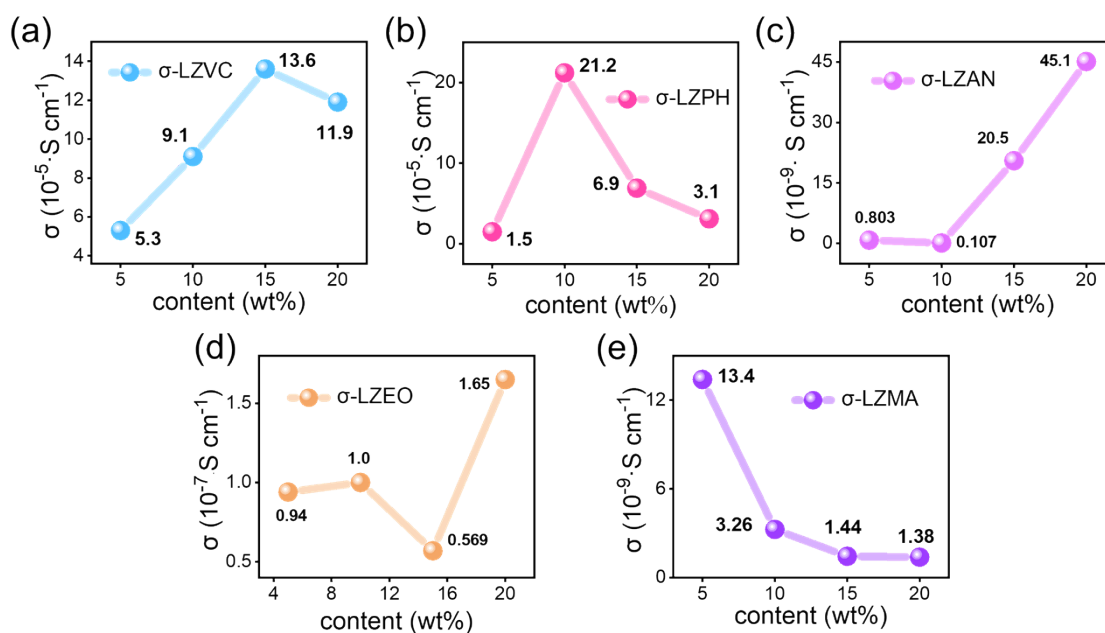 (a)
σ (10⁻⁵·S cm⁻¹)
14
12
10
8
6
4
σ-LZVC
5.3
9.1
13.6
11.9
5 10 15 20
content (wt%)
(b)
σ (10⁻⁵·S cm⁻¹)
20
10
0
σ-LZPH
1.5
21.2
6.9
3.1
5 10 15 20
content (wt%)
(c)
σ (10⁻⁹· S cm⁻¹)
45
30
15
0
σ-LZAN
0.803
0.107
20.5
45.1
5 10 15 20
content (wt%)
(d)
σ (10⁻⁷·S cm⁻¹)
1.5
1.0
0.5
σ-LZEO
0.94
1.0
0.569
1.65
4 8 12 16 20
content (wt%)
(e)
σ (10⁻⁹·S cm⁻¹)
12
6
0
σ-LZMA
13.4
3.26
1.44
1.38
5 10 15 20
content (wt%)